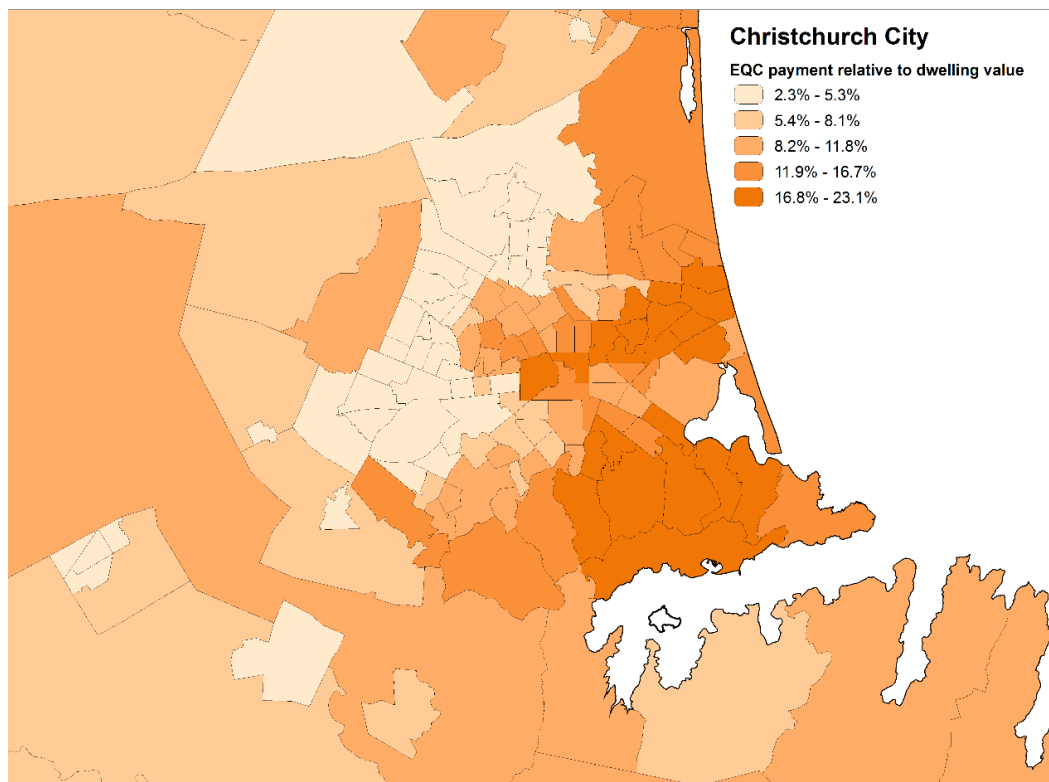 Christchurch City
EQC payment relative to dwelling value
2.3% - 5.3%
5.4% - 8.1%
8.2% - 11.8%
11.9% - 16.7%
16.8% - 23.1%